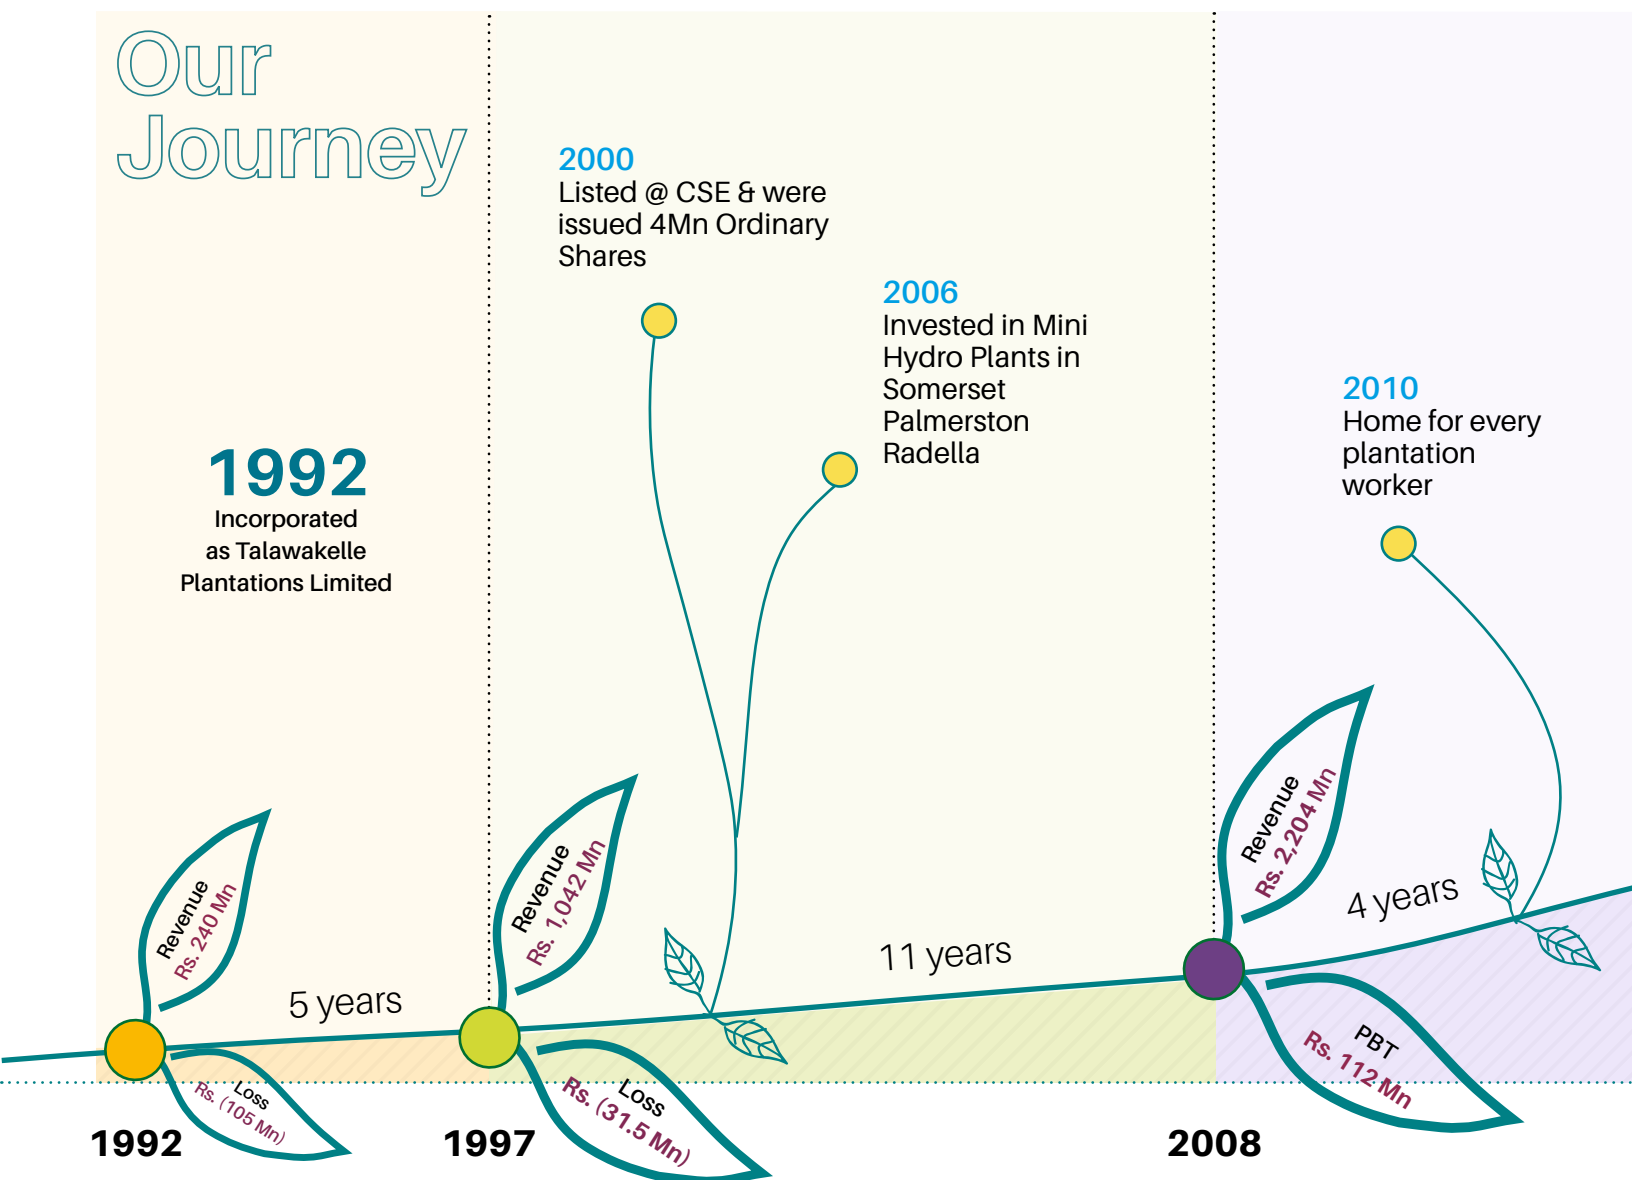 Our
Journey
2000
Listed @ CSE & were
issued 4Mn Ordinary
Shares
2006
Invested in Mini
Hydro Plants in
Somerset
Palmerston
Radella
2010
Home for every
plantation
worker
1992
Incorporated
as Talawakelle
Plantations Limited
Revenue
Rs. 240 Mn
Revenue
Rs. 1,042 Mn
Revenue
Rs. 2,204 Mn
5 years
11 years
4 years
Loss
Rs. (105 Mn)
Loss
Rs. (31.5 Mn)
PBT
Rs. 112 Mn
1992
1997
2008